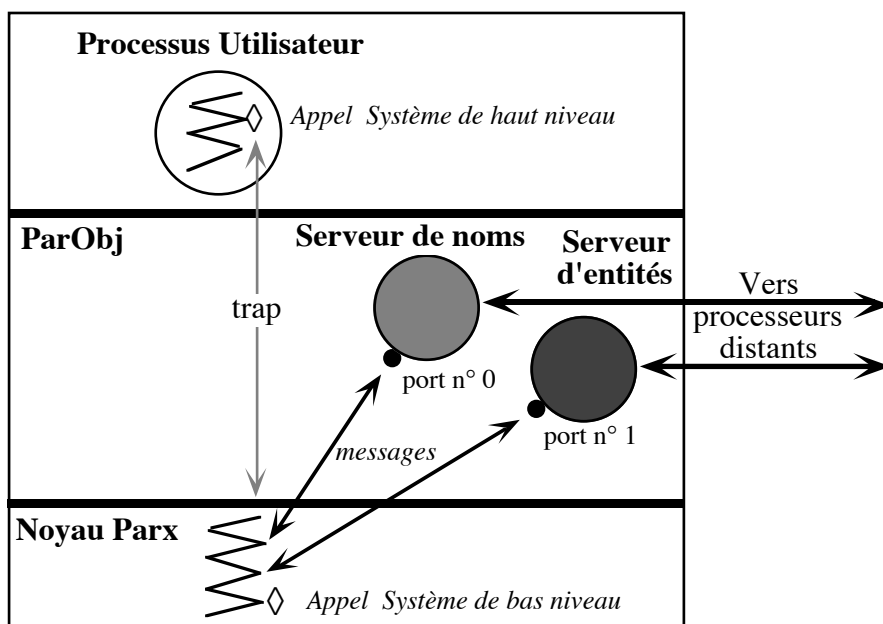 Processus Utilisateur
Appel Système de haut niveau
ParObj
Serveur de noms
Serveur
d'entités
Vers
processeurs
distants
trap
port n° 0
port n° 1
messages
Noyau Parx
Appel Système de bas niveau